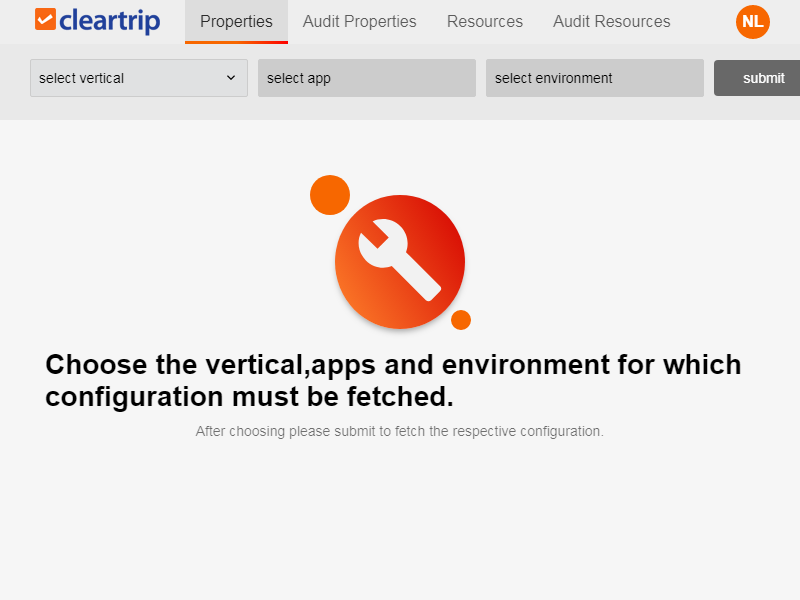 cleartrip
Properties
Audit Properties
Resources
Audit Resources
NL
select vertical
select app
select environment
submit
Choose the vertical,apps and environment for which
configuration must be fetched.
After choosing please submit to fetch the respective configuration.